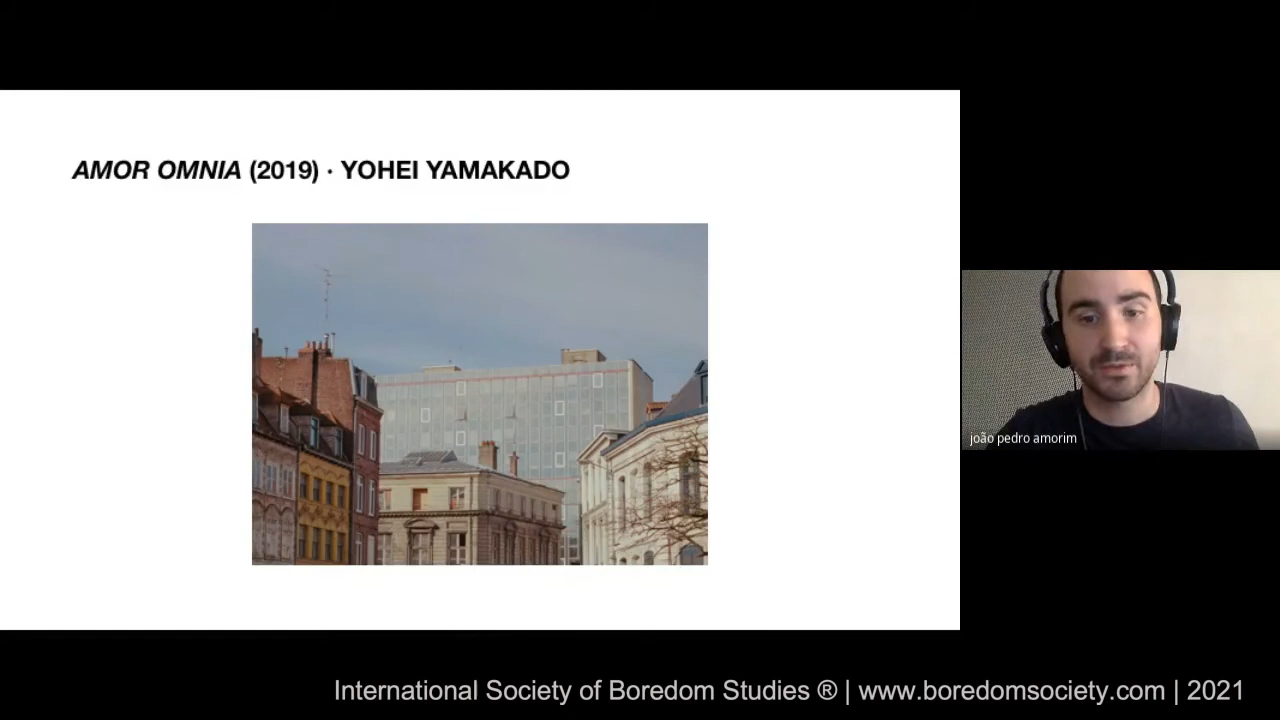 AMOR OMNIA (2019) · YOHEI YAMAKADO
joão pedro amorim
International Society of Boredom Studies ® | www.boredomsociety.com | 2021